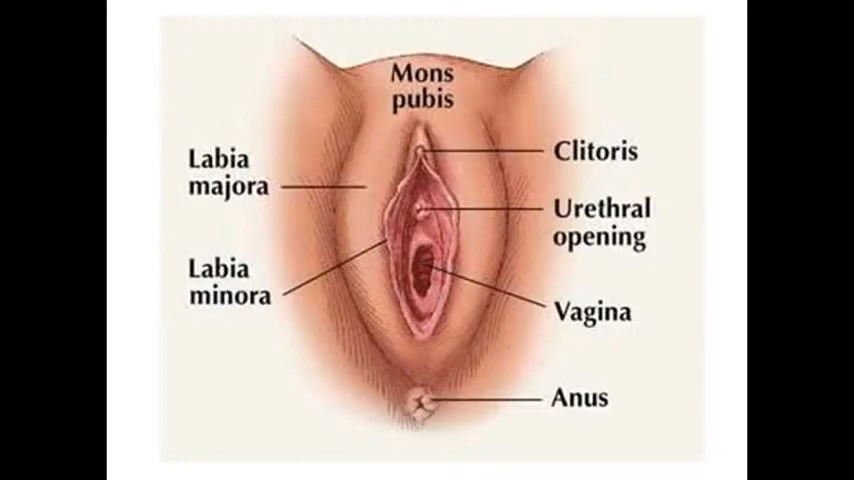 Mons
pubis
Labia
majora
Labia
minora
Clitoris
Urethral
opening
Vagina
Anus